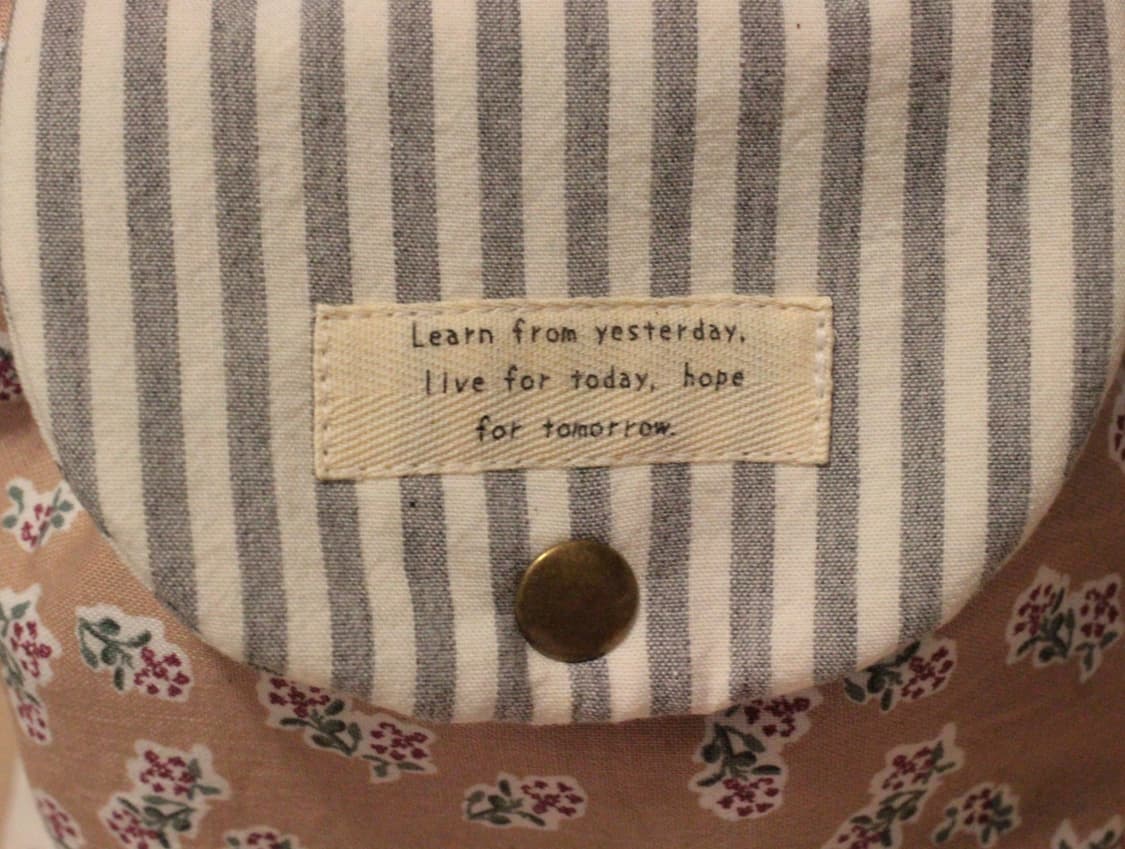 Learn from yesterday,
live for today, hope
for tomorrow.